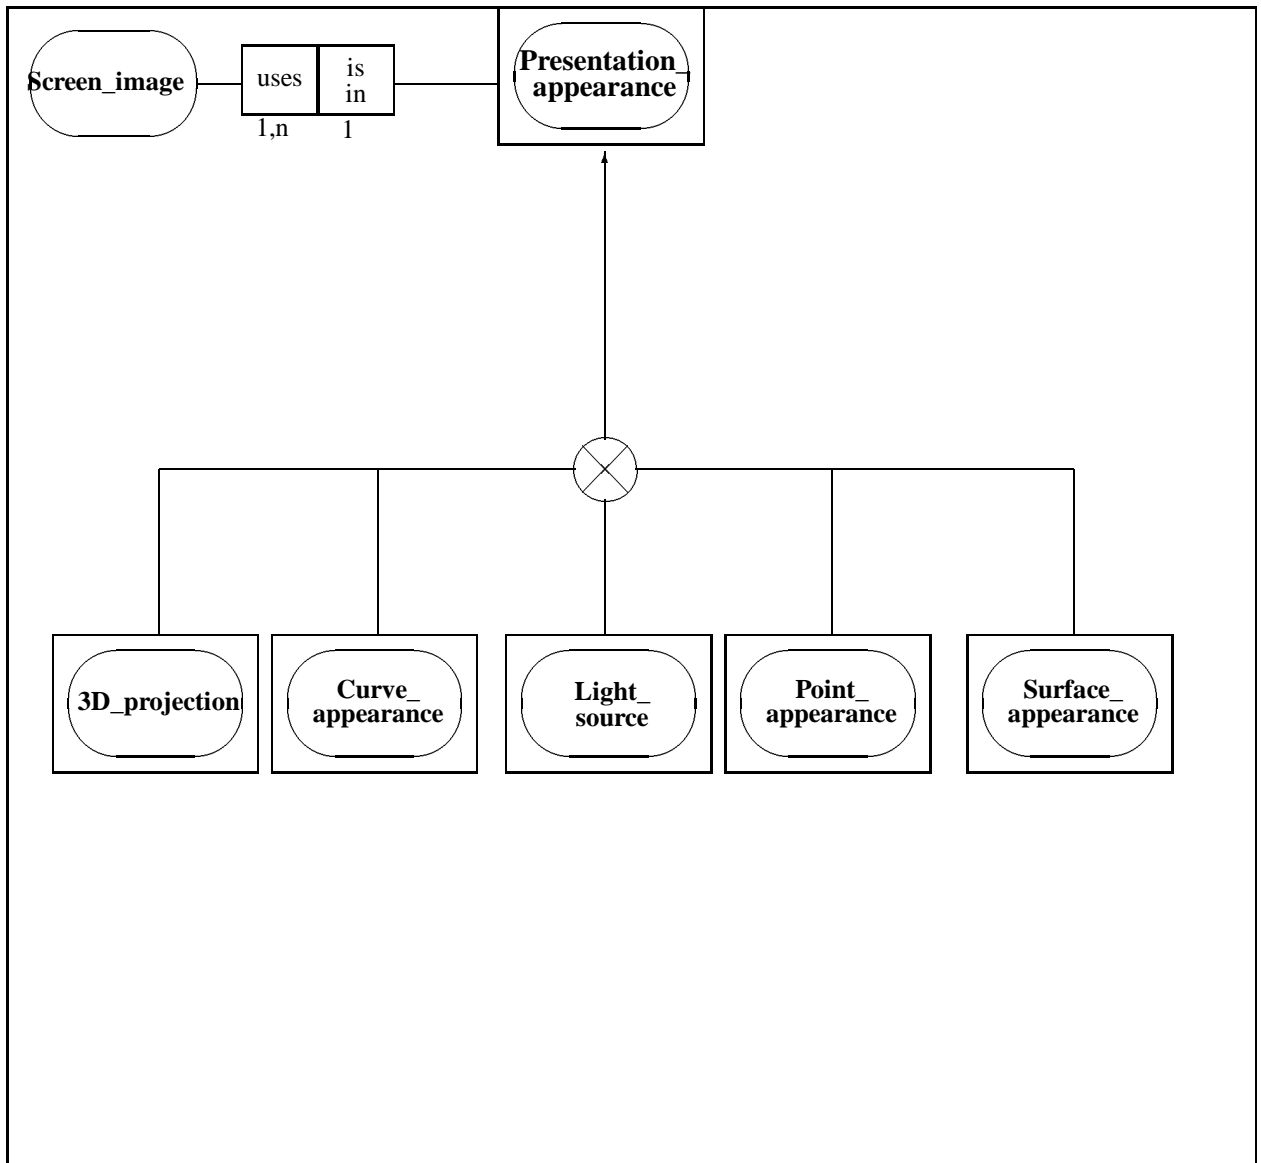 Screen_image
uses
is
in
1,n
1
Presentation_
appearance
3D_projection
Curve_
appearance
Light_
source
Point_
appearance
Surface_
appearance